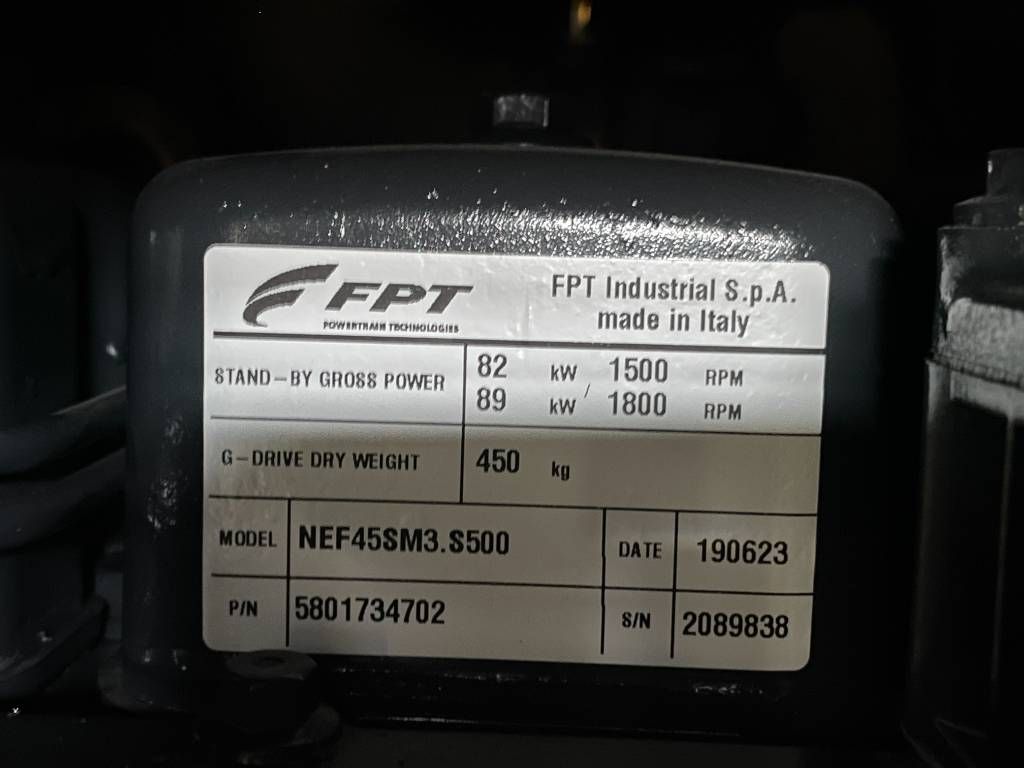 FPT
POWERTRAIN TECHNOLOGIES
FPT Industrial S.p.A.
made in Italy
STAND-BY GROSS POWER
82 kW / 1500 RPM
89 kW / 1800 RPM
G-DRIVE DRY WEIGHT 450 kg
MODEL NEF45SM3.S500 DATE 190623
P/N 5801734702 S/N 2089838